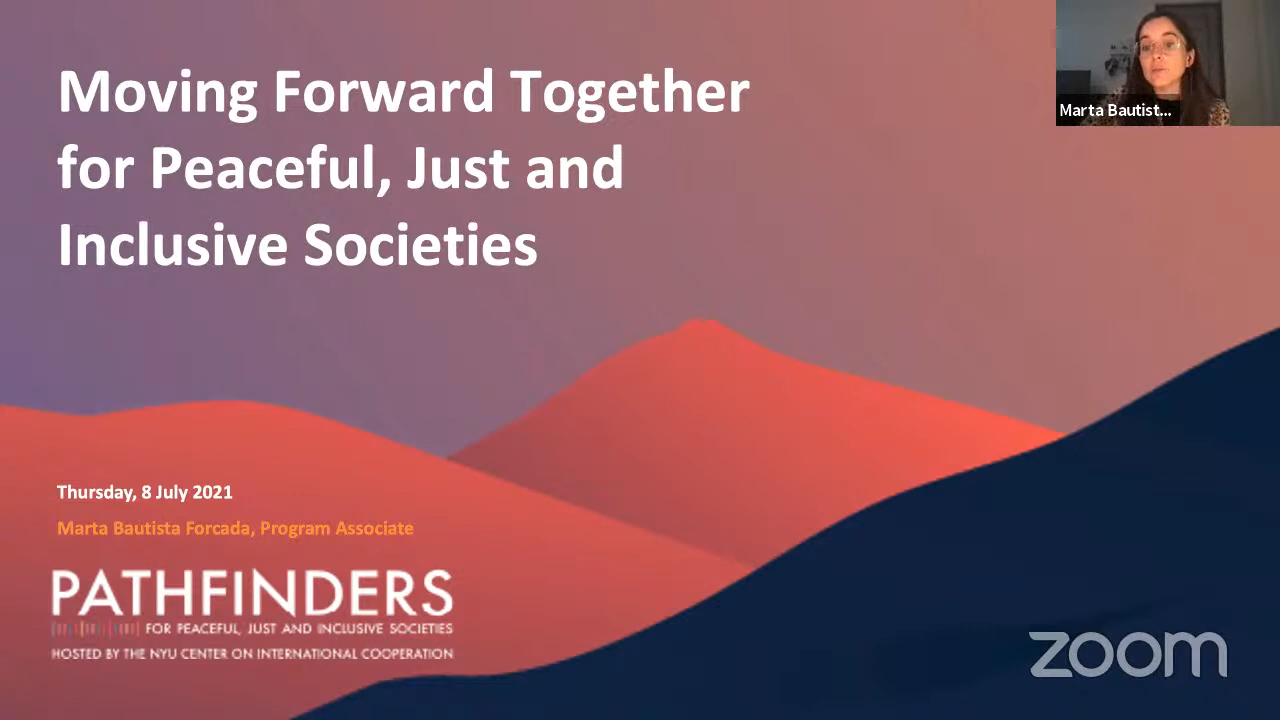 Moving Forward Together
for Peaceful, Just and
Inclusive Societies
Marta Bautist...
Thursday, 8 July 2021
Marta Bautista Forcada, Program Associate
PATHFINDERS
FOR PEACEFUL, JUST AND INCLUSIVE SOCIETIES
HOSTED BY THE NYU CENTER ON INTERNATIONAL COOPERATION
zoom